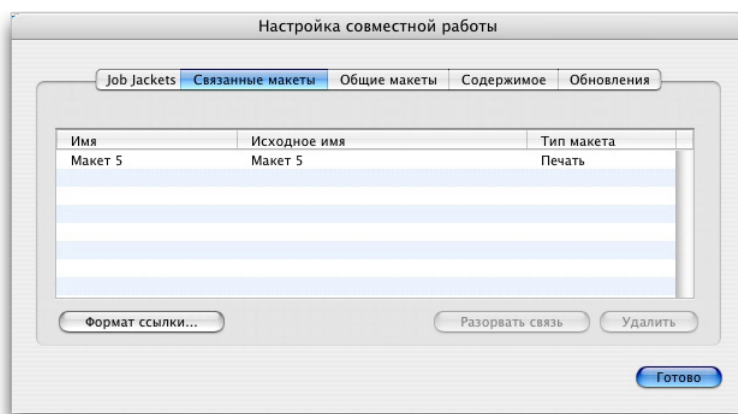 Настройка совместной работы
Job Jackets Связанные макеты Общие макеты Содержимое Обновления
Имя Исходное имя Тип макета
Макет 5 Макет 5 Печать
Формат ссылки... Разорвать связь Удалить
Готово